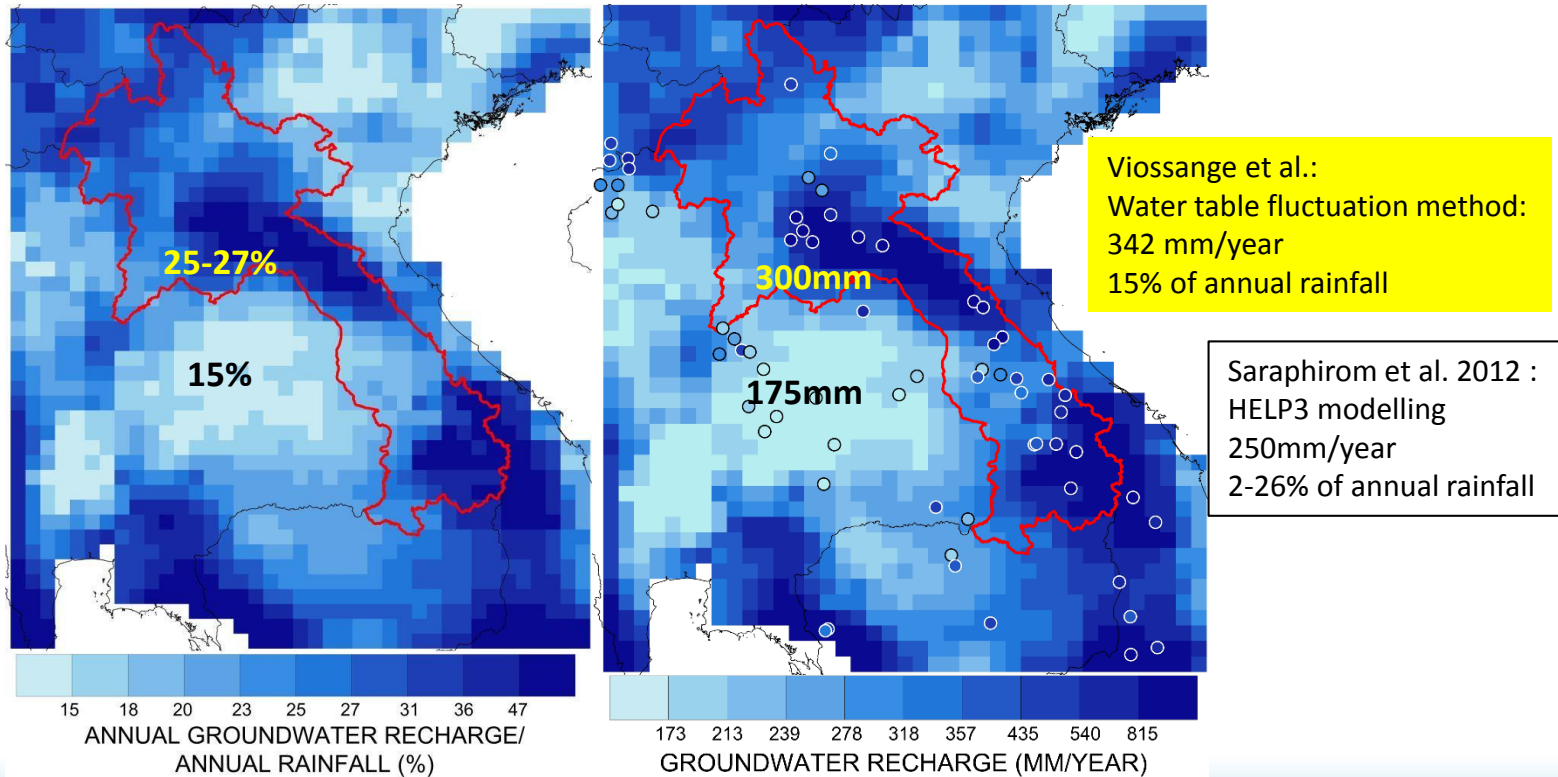 25-27%
15%
15 18 20 23 25 27 31 36 47
ANNUAL GROUNDWATER RECHARGE/
ANNUAL RAINFALL (%)
300mm
175mm
173 213 239 278 318 357 435 540 815
GROUNDWATER RECHARGE (MM/YEAR)
Viossange et al.:
Water table fluctuation method:
342 mm/year
15% of annual rainfall
Saraphirom et al. 2012 :
HELP3 modelling
250mm/year
2-26% of annual rainfall